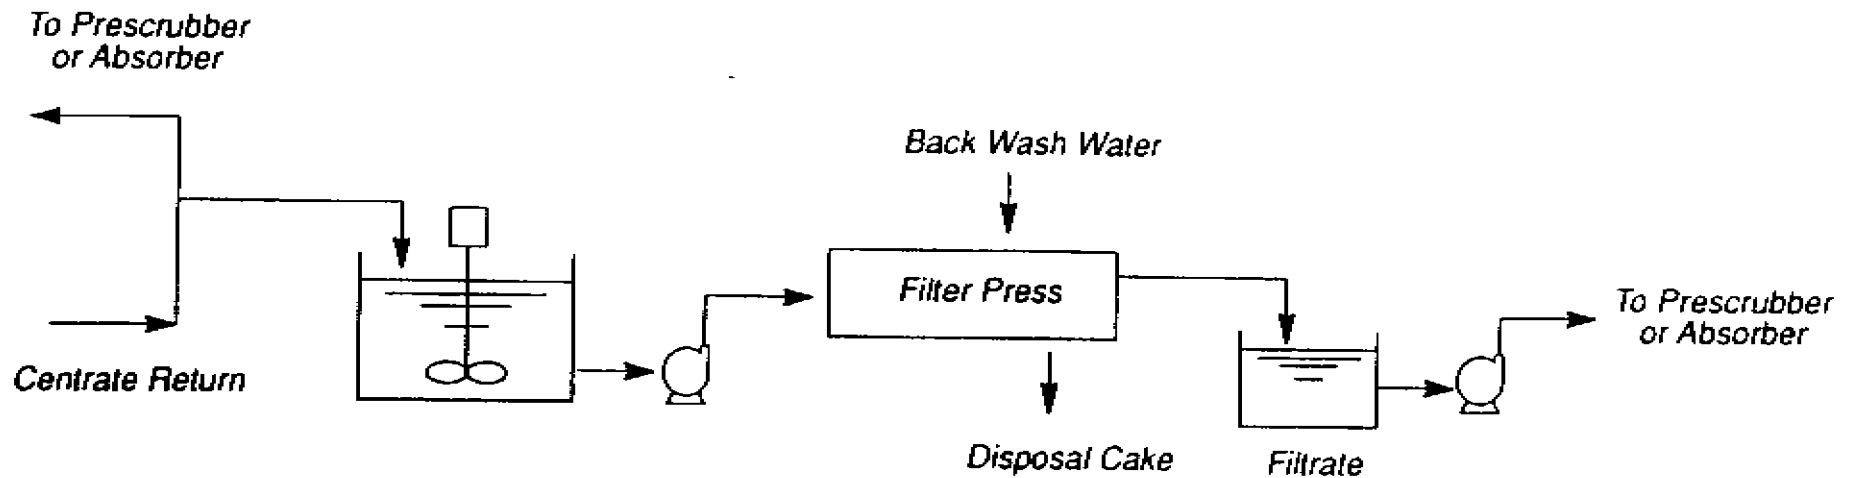 To Prescrubber
or Absorber
Back Wash Water
Filter Press
To Prescrubber
or Absorber
Centrate Return
Disposal Cake
Filtrate